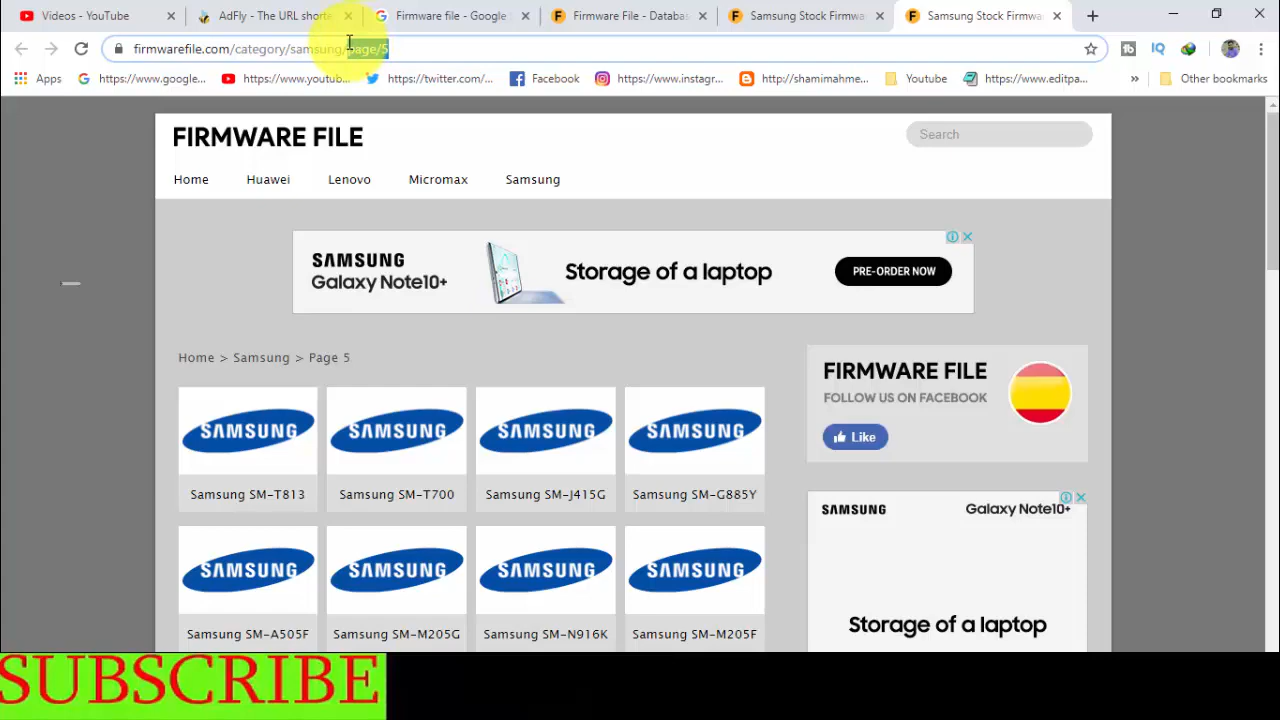 Videos - YouTube
AdFly - The URL shorte
Firmware file - Google S
Firmware File - Databa
Samsung Stock Firmwa
Samsung Stock Firmwa
firmwarefile.com/category/samsung/page/5
Apps
https://www.google...
https://www.youtub...
https://twitter.com/...
Facebook
https://www.instagr...
http://shamimahme...
Youtube
https://www.editpa...
»
Other bookmarks
FIRMWARE FILE
Search
Home
Huawei
Lenovo
Micromax
Samsung
SAMSUNG
Galaxy Note10+
Storage of a laptop
PRE-ORDER NOW
Home > Samsung > Page 5
FIRMWARE FILE
FOLLOW US ON FACEBOOK
Like
SAMSUNG
SAMSUNG
SAMSUNG
SAMSUNG
Samsung SM-T813
Samsung SM-T700
Samsung SM-J415G
Samsung SM-G885Y
SAMSUNG
Galaxy Note10+
SAMSUNG
SAMSUNG
SAMSUNG
SAMSUNG
Samsung SM-A505F
Samsung SM-M205G
Samsung SM-N916K
Samsung SM-M205F
Storage of a laptop
SUBSCRIBE